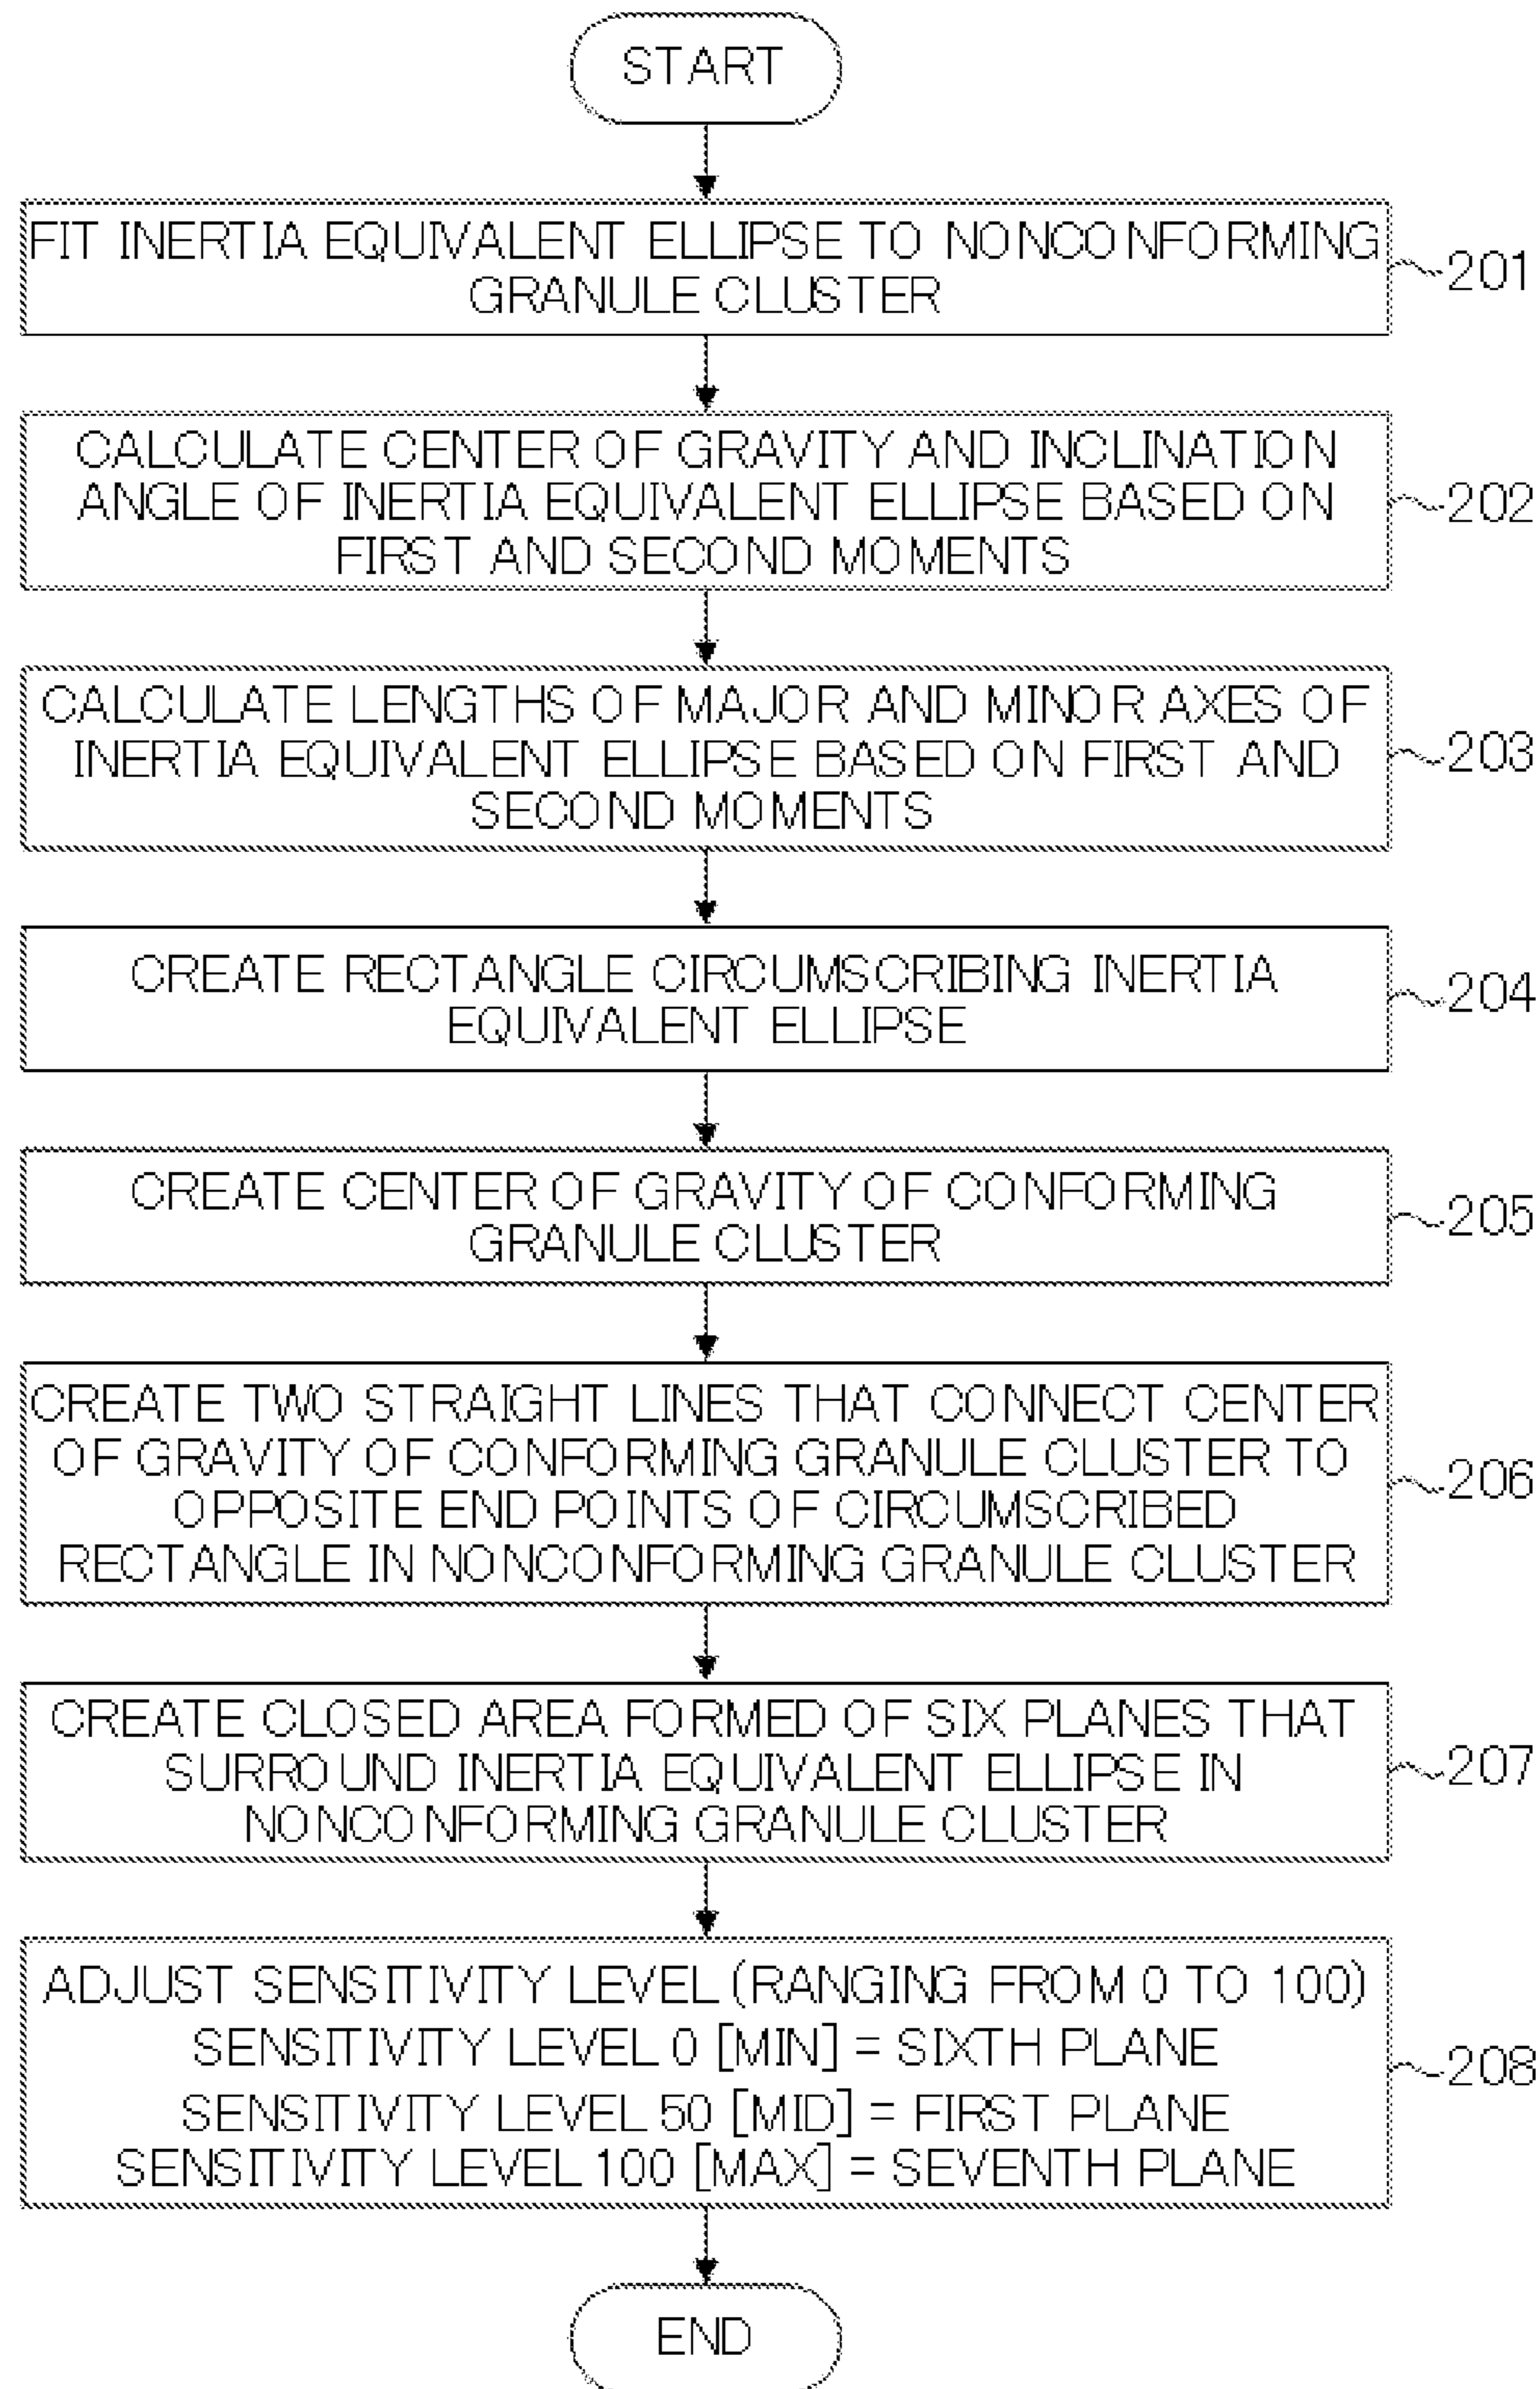 START
FIT INERTIA EQUIVALENT ELLIPSE TO NONCONFORMING
GRANULE CLUSTER
201
CALCULATE CENTER OF GRAVITY AND INCLINATION
ANGLE OF INERTIA EQUIVALENT ELLIPSE BASED ON
FIRST AND SECOND MOMENTS
202
CALCULATE LENGTHS OF MAJOR AND MINOR AXES OF
INERTIA EQUIVALENT ELLIPSE BASED ON FIRST AND
SECOND MOMENTS
203
CREATE RECTANGLE CIRCUMSCRIBING INERTIA
EQUIVALENT ELLIPSE
204
CREATE CENTER OF GRAVITY OF CONFORMING
GRANULE CLUSTER
205
CREATE TWO STRAIGHT LINES THAT CONNECT CENTER
OF GRAVITY OF CONFORMING GRANULE CLUSTER TO
OPPOSITE END POINTS OF CIRCUMSCRIBED
RECTANGLE IN NONCONFORMING GRANULE CLUSTER
206
CREATE CLOSED AREA FORMED OF SIX PLANES THAT
SURROUND INERTIA EQUIVALENT ELLIPSE IN
NONCONFORMING GRANULE CLUSTER
207
ADJUST SENSITIVITY LEVEL (RANGING FROM 0 TO 100)
SENSITIVITY LEVEL 0 [MIN] = SIXTH PLANE
SENSITIVITY LEVEL 50 [MID] = FIRST PLANE
SENSITIVITY LEVEL 100 [MAX] = SEVENTH PLANE
208
END